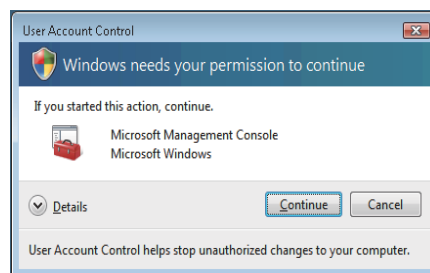 User Account Control
Windows needs your permission to continue
If you started this action, continue.
Microsoft Management Console
Microsoft Windows
Details
Continue
Cancel
User Account Control helps stop unauthorized changes to your computer.